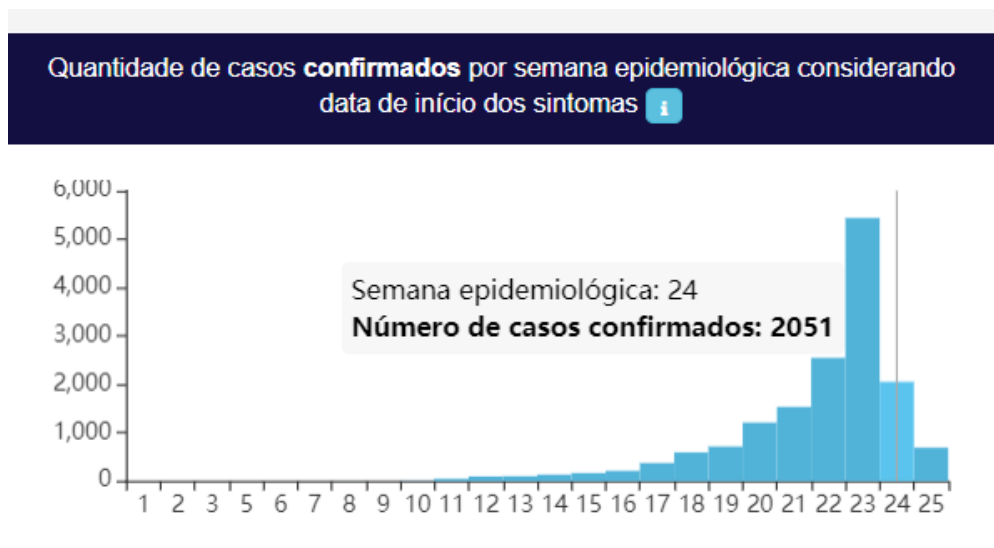 Quantidade de casos confirmados por semana epidemiológica considerando
data de início dos sintomas i
6,000
5,000
4,000
3,000
2,000
1,000
0
Semana epidemiológica: 24
Número de casos confirmados: 2051
1 2 3 4 5 6 7 8 9 10 11 12 13 14 15 16 17 18 19 20 21 22 23 24 25